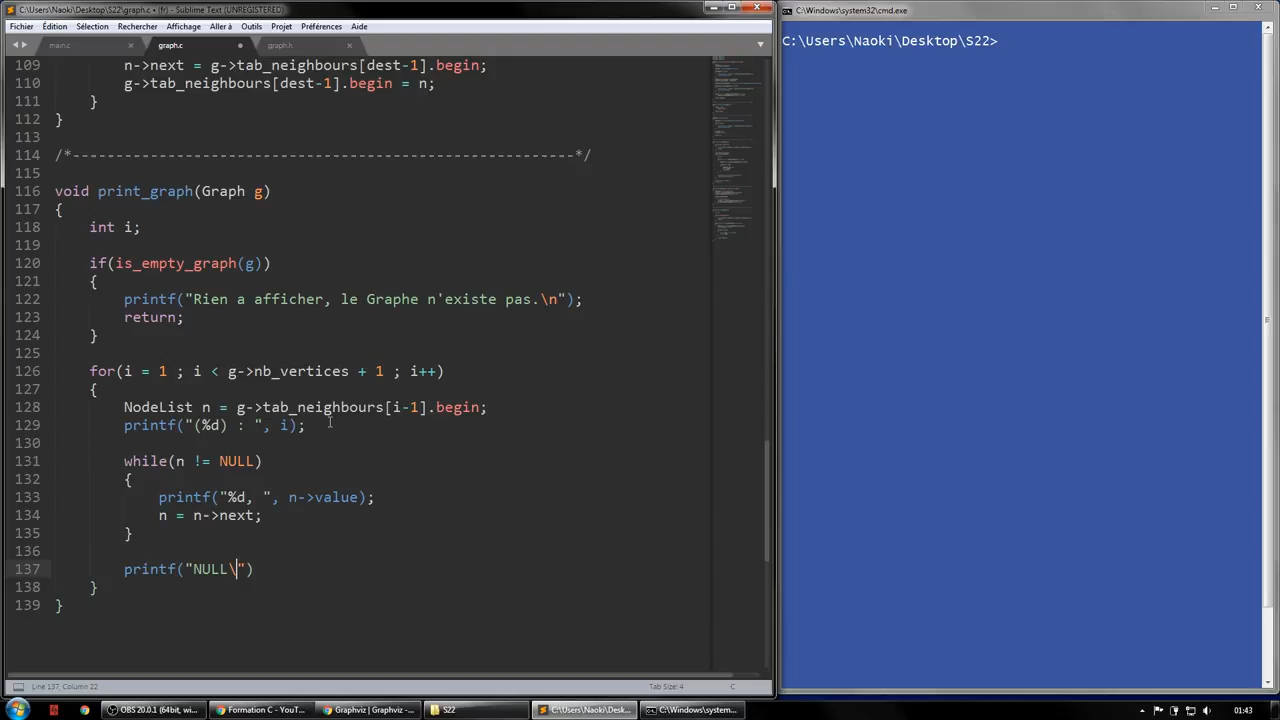 C:\Users\Naoki\Desktop\S22\graph.c • (fr) - Sublime Text (UNREGISTERED)
Fichier Édition Sélection Rechercher Affichage Aller à Outils Projet Préférences Aide
main.c graph.c graph.h
109 n->next = g->tab_neighbours[dest-1].begin;
110 g->tab_neighbours[dest-1].begin = n;
111 }
112 }
113
114 /*----------------------------------------------------------*/
115
116 void print_graph(Graph g)
117 {
118 int i;
119
120 if(is_empty_graph(g))
121 {
122 printf("Rien a afficher, le Graphe n'existe pas.\n");
123 return;
124 }
125
126 for(i = 1 ; i < g->nb_vertices + 1 ; i++)
127 {
128 NodeList n = g->tab_neighbours[i-1].begin;
129 printf("(%d) : ", i);
130
131 while(n != NULL)
132 {
133 printf("%d, ", n->value);
134 n = n->next;
135 }
136
137 printf("NULL\")
138 }
139 }
Line 137, Column 22 Tab Size: 4 C
C:\Windows\system32\cmd.exe
C:\Users\Naoki\Desktop\S22>
OBS 20.0.1 (64bit, wi... Formation C - YouT... Graphviz | Graphviz -... S22 C:\Users\Naoki\Desk... C:\Windows\system... 01:43